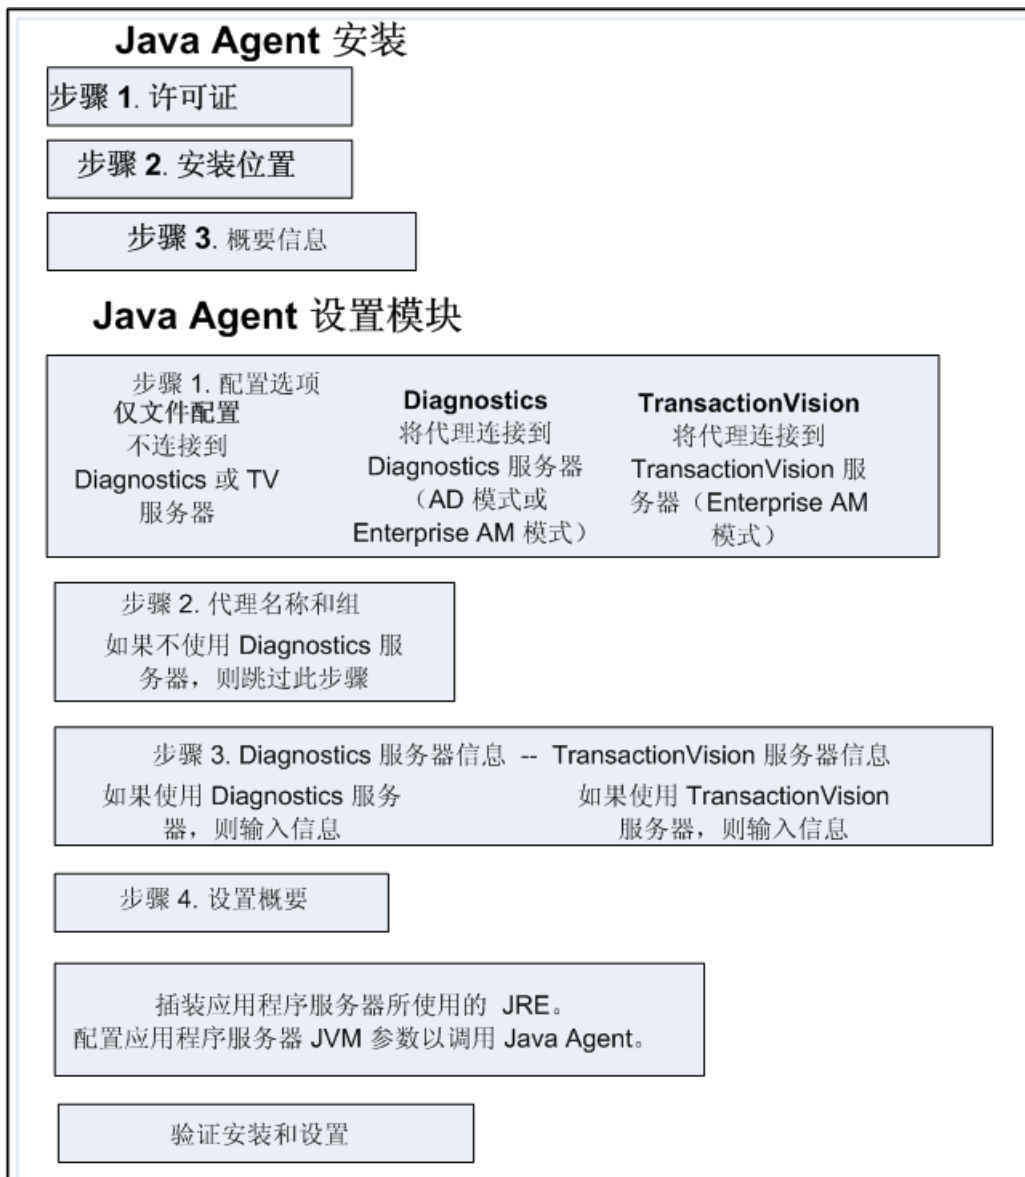 Java Agent 安装
步骤 1. 许可证
步骤 2. 安装位置
步骤 3. 概要信息
Java Agent 设置模块
步骤 1. 配置选项
仅文件配置
不连接到
Diagnostics 或 TV
服务器
Diagnostics
将代理连接到
Diagnostics 服务器
（AD 模式或
Enterprise AM 模式）
TransactionVision
将代理连接到
TransactionVision 服
务器（Enterprise AM
模式）
步骤 2. 代理名称和组
如果不使用 Diagnostics 服
务器，则跳过此步骤
步骤 3. Diagnostics 服务器信息 -- TransactionVision 服务器信息
如果使用 Diagnostics 服务
器，则输入信息
如果使用 TransactionVision
服务器，则输入信息
步骤 4. 设置概要
插装应用程序服务器所使用的 JRE。
配置应用程序服务器 JVM 参数以调用 Java Agent。
验证安装和设置